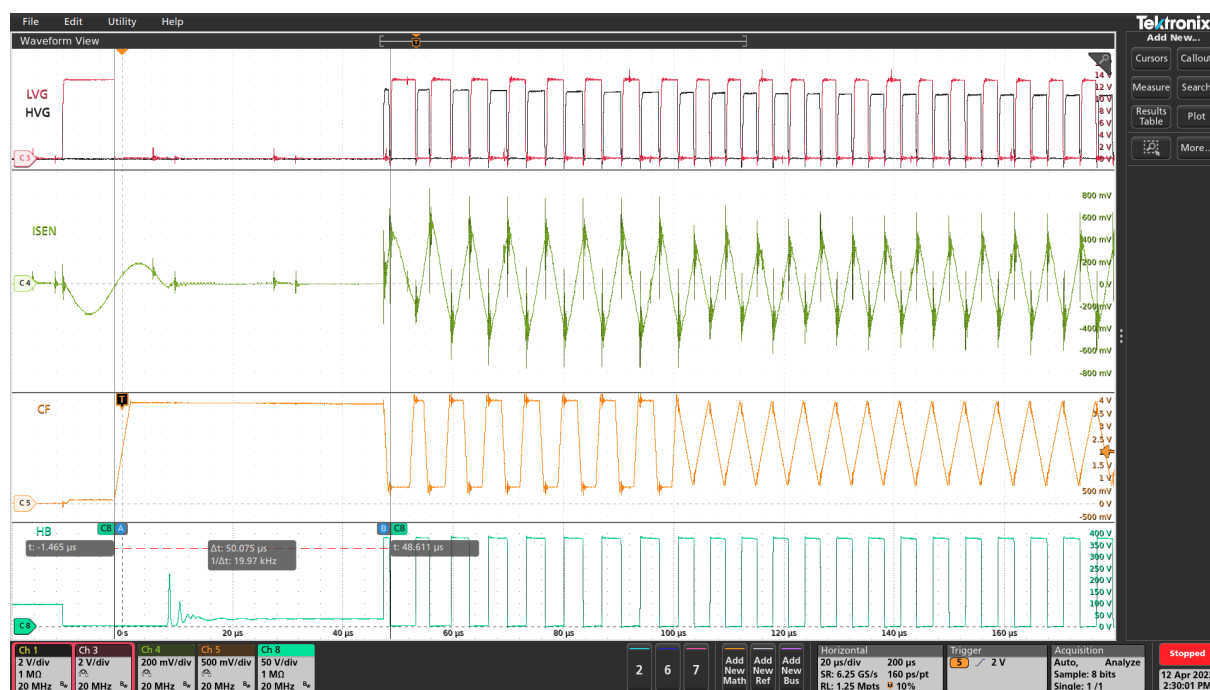 File Edit Utility Help
Tektronix
Waveform View
Add New...
Cursors
Callout
Measure
Search
Results Table
Plot
More...
LVG
HVG
C 3
14 V
12 V
10 V
8 V
6 V
4 V
2 V
0 V
ISEN
C 4
800 mV
600 mV
400 mV
200 mV
0 V
-200 mV
-400 mV
-600 mV
-800 mV
CF
T
C 5
4 V
3.5 V
3 V
2.5 V
1.5 V
1 V
500 mV
0 V
-500 mV
HB
C8 A
B C8
t: -1.465 µs
Δt: 50.075 µs
1/Δt: 19.97 kHz
t: 48.611 µs
C 8
400 V
350 V
300 V
250 V
200 V
150 V
100 V
50 V
0 V
0 s 20 µs 40 µs 60 µs 80 µs 100 µs 120 µs 140 µs 160 µs
Ch 1
2 V/div
1 MΩ
20 MHz Bw
Ch 3
2 V/div
20 MHz Bw
Ch 4
200 mV/div
20 MHz Bw
Ch 5
500 mV/div
20 MHz Bw
Ch 8
50 V/div
1 MΩ
20 MHz Bw
2 6 7
Add New Math
Add New Ref
Add New Bus
Horizontal
20 µs/div 200 µs
SR: 6.25 GS/s 160 ps/pt
RL: 1.25 Mpts 10%
Trigger
5 2 V
Acquisition
Auto, Analyze
Sample: 8 bits
Single: 1 /1
Stopped
2:30:01 PM